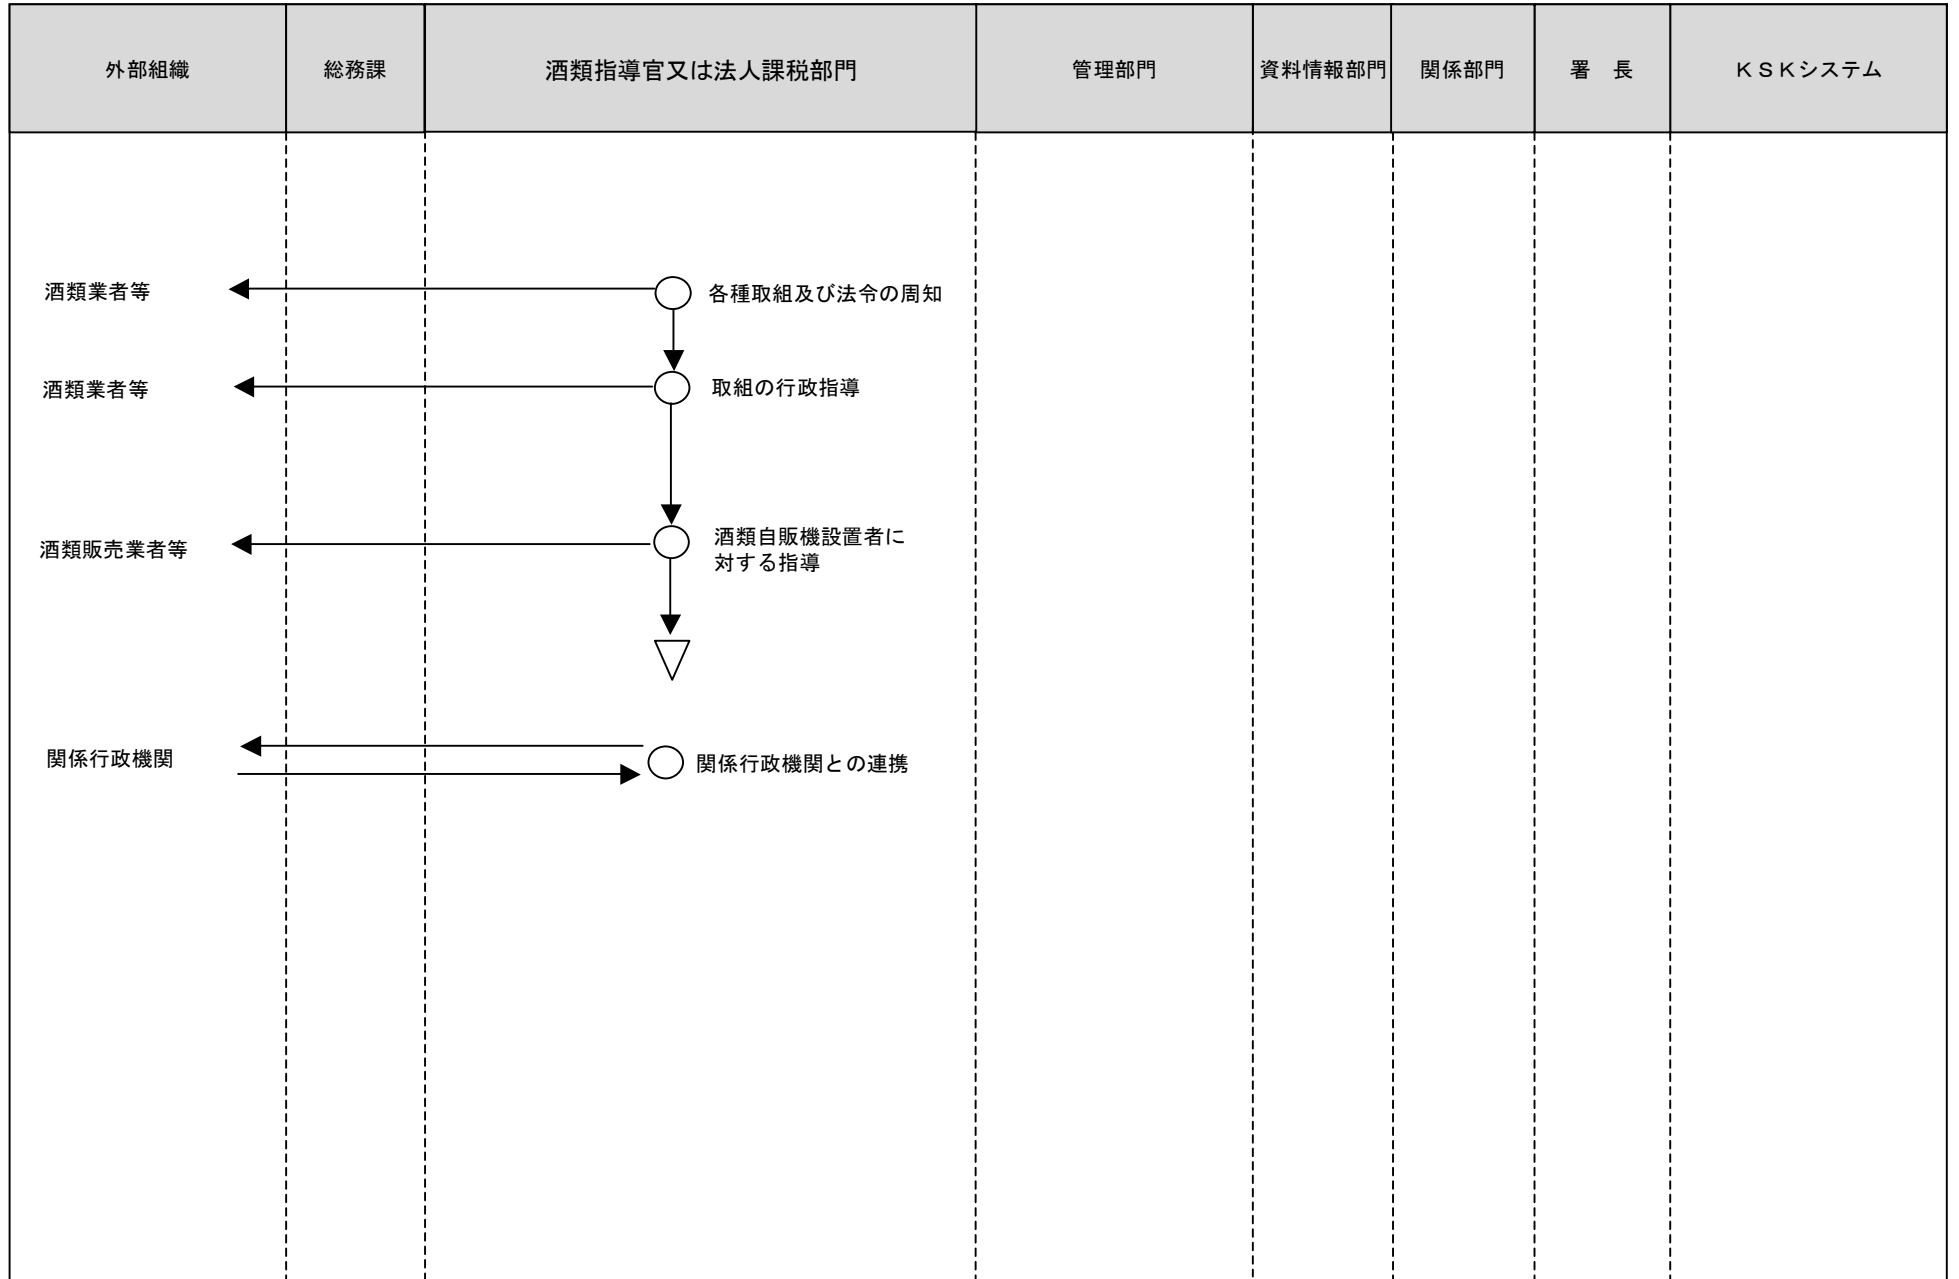 外部組織
総務課
酒類指導官又は法人課税部門
管理部門
資料情報部門
関係部門
署　長
ＫＳＫシステム
酒類業者等
各種取組及び法令の周知
酒類業者等
取組の行政指導
酒類販売業者等
酒類自販機設置者に
対する指導
関係行政機関
関係行政機関との連携